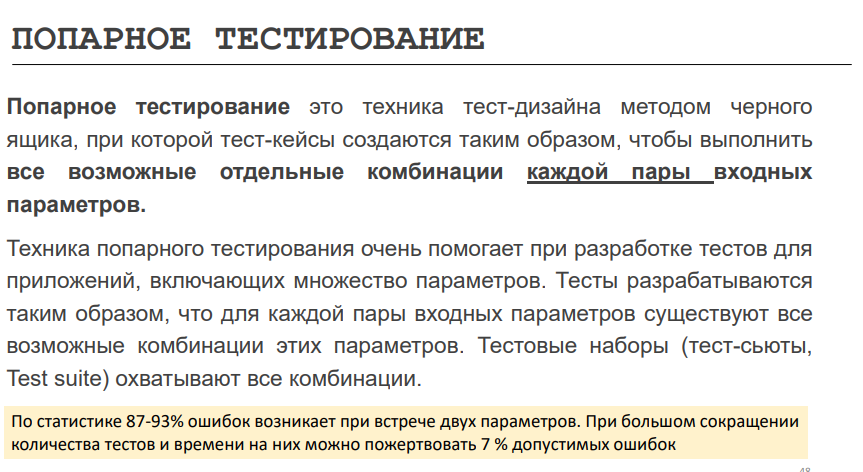 ПОПАРНОЕ ТЕСТИРОВАНИЕ
Попарное тестирование это техника тест-дизайна методом черного
ящика, при которой тест-кейсы создаются таким образом, чтобы выполнить
все возможные отдельные комбинации каждой пары входных
параметров.
Техника попарного тестирования очень помогает при разработке тестов для
приложений, включающих множество параметров. Тесты разрабатываются
таким образом, что для каждой пары входных параметров существуют все
возможные комбинации этих параметров. Тестовые наборы (тест-сьюты,
Test suite) охватывают все комбинации.
По статистике 87-93% ошибок возникает при встрече двух параметров. При большом сокращении
количества тестов и времени на них можно пожертвовать 7 % допустимых ошибок